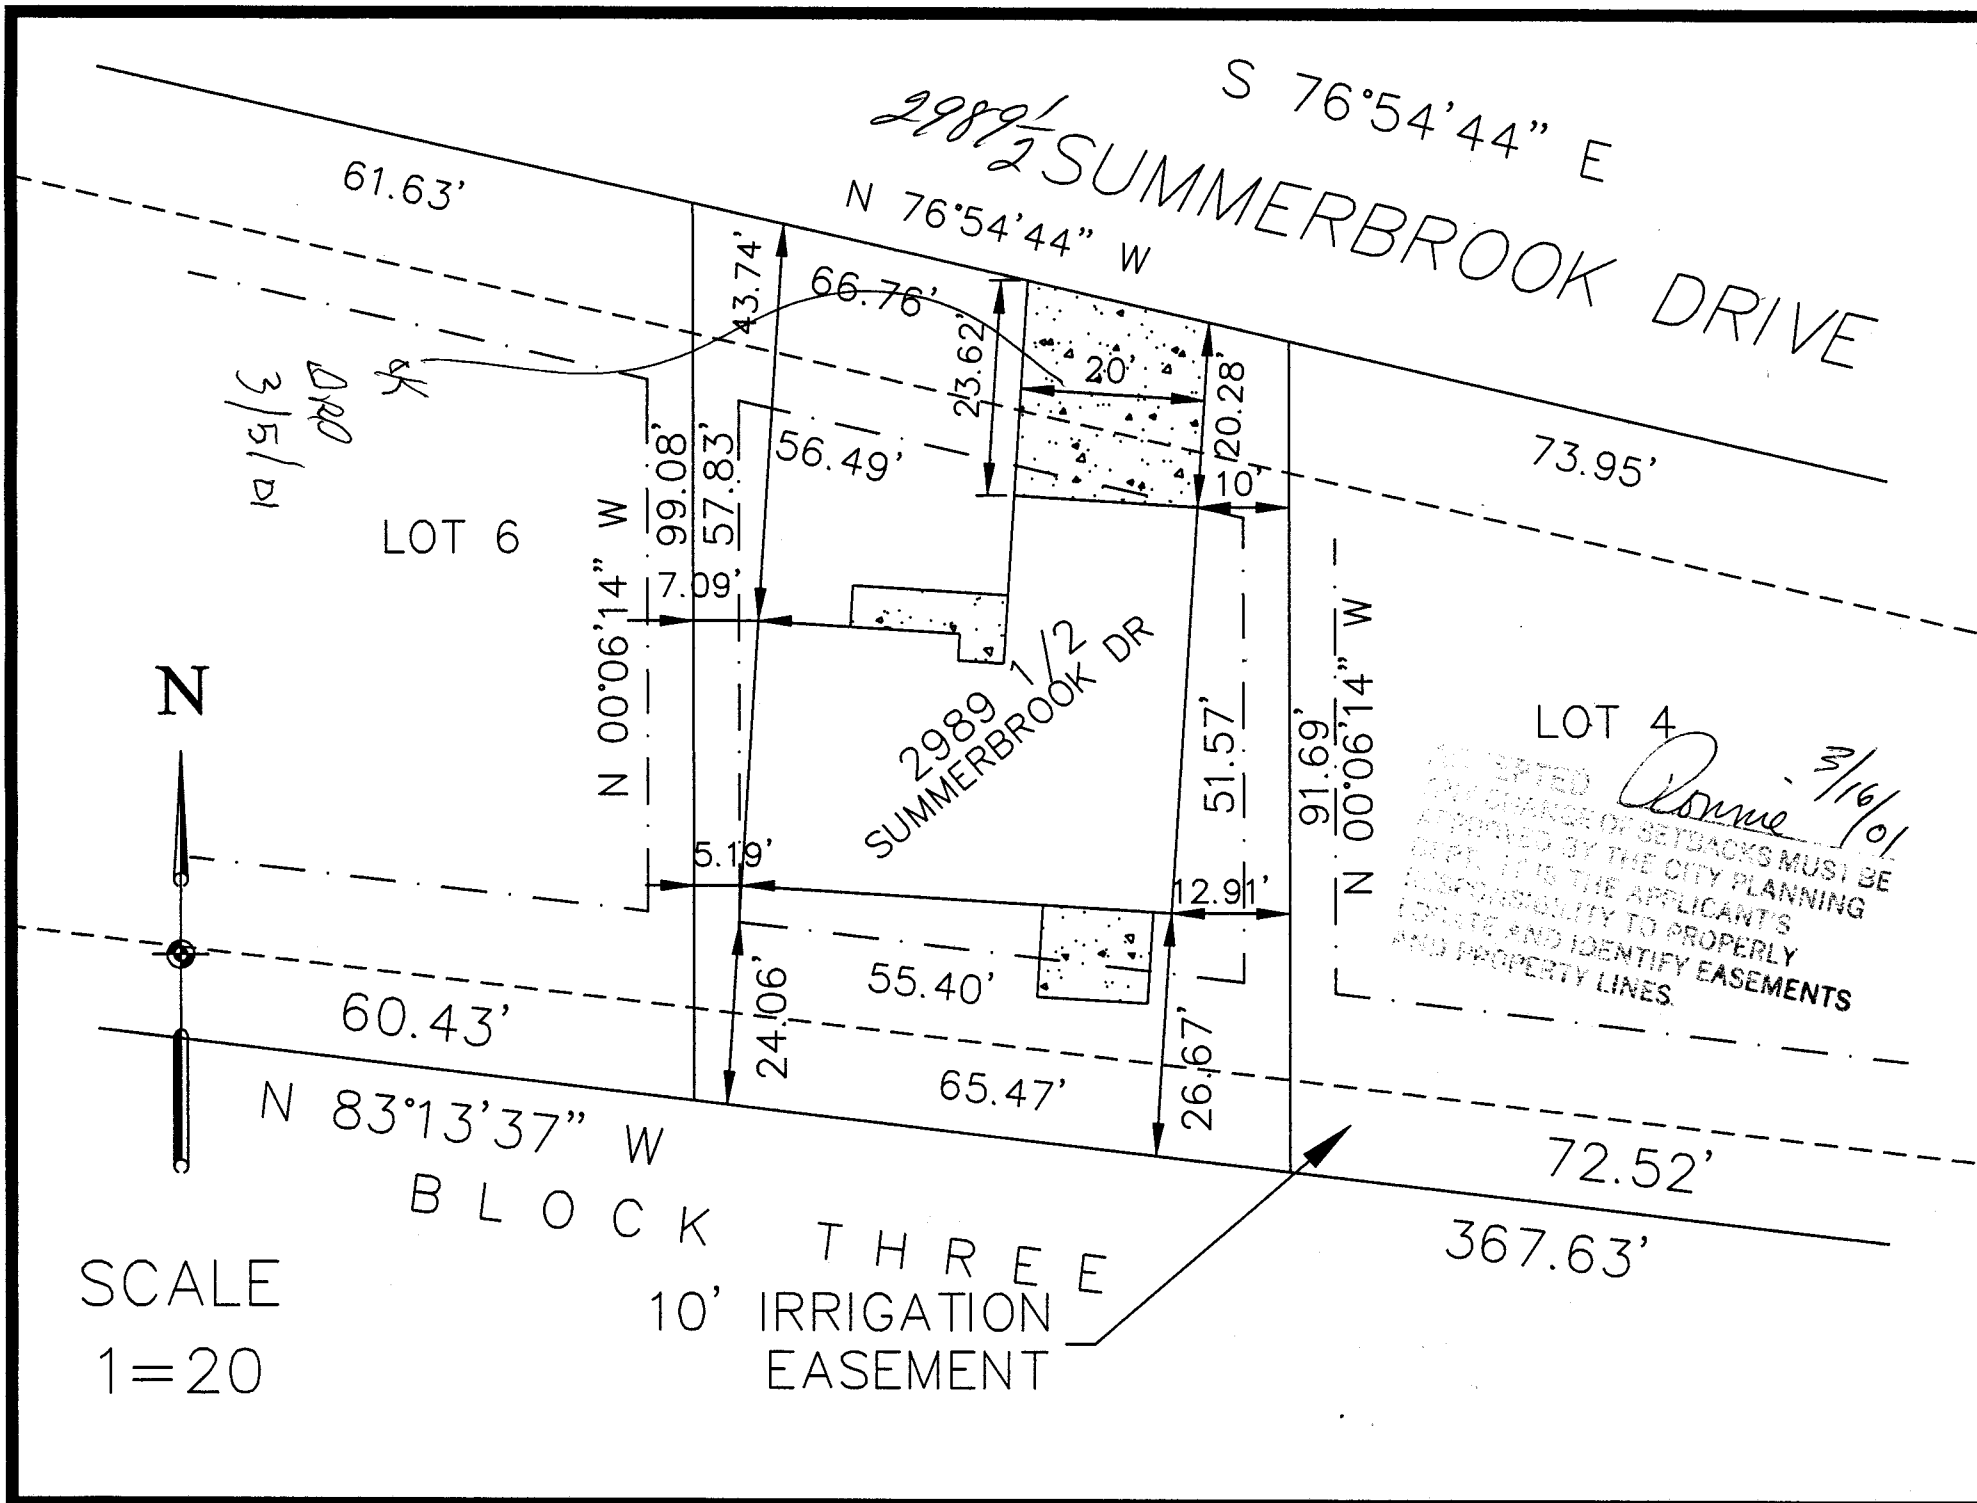 S 76°54'44" E
2989 1/2 SUMMERBROOK DRIVE
N 76°54'44" W
61.63'
66.76'
73.95'
43.74'
23.62'
20'
20.28'
10'
OK
3/5/01
56.49'
99.08'
57.83'
N 00°06'14" W
7.09'
LOT 6
2989 1/2
SUMMERBROOK DR
51.57'
91.69'
N 00°06'14" W
LOT 4
N
Ronnie 3/16/01
ANY CHANGE OF SETBACKS MUST BE
APPROVED BY THE CITY PLANNING
DEPT. IT IS THE APPLICANT'S
RESPONSIBILITY TO PROPERLY
LOCATE AND IDENTIFY EASEMENTS
AND PROPERTY LINES.
5.19'
12.91'
24.06'
55.40'
26.67'
60.43'
65.47'
72.52'
N 83°13'37" W
367.63'
BLOCK THREE
10' IRRIGATION
EASEMENT
SCALE
1=20